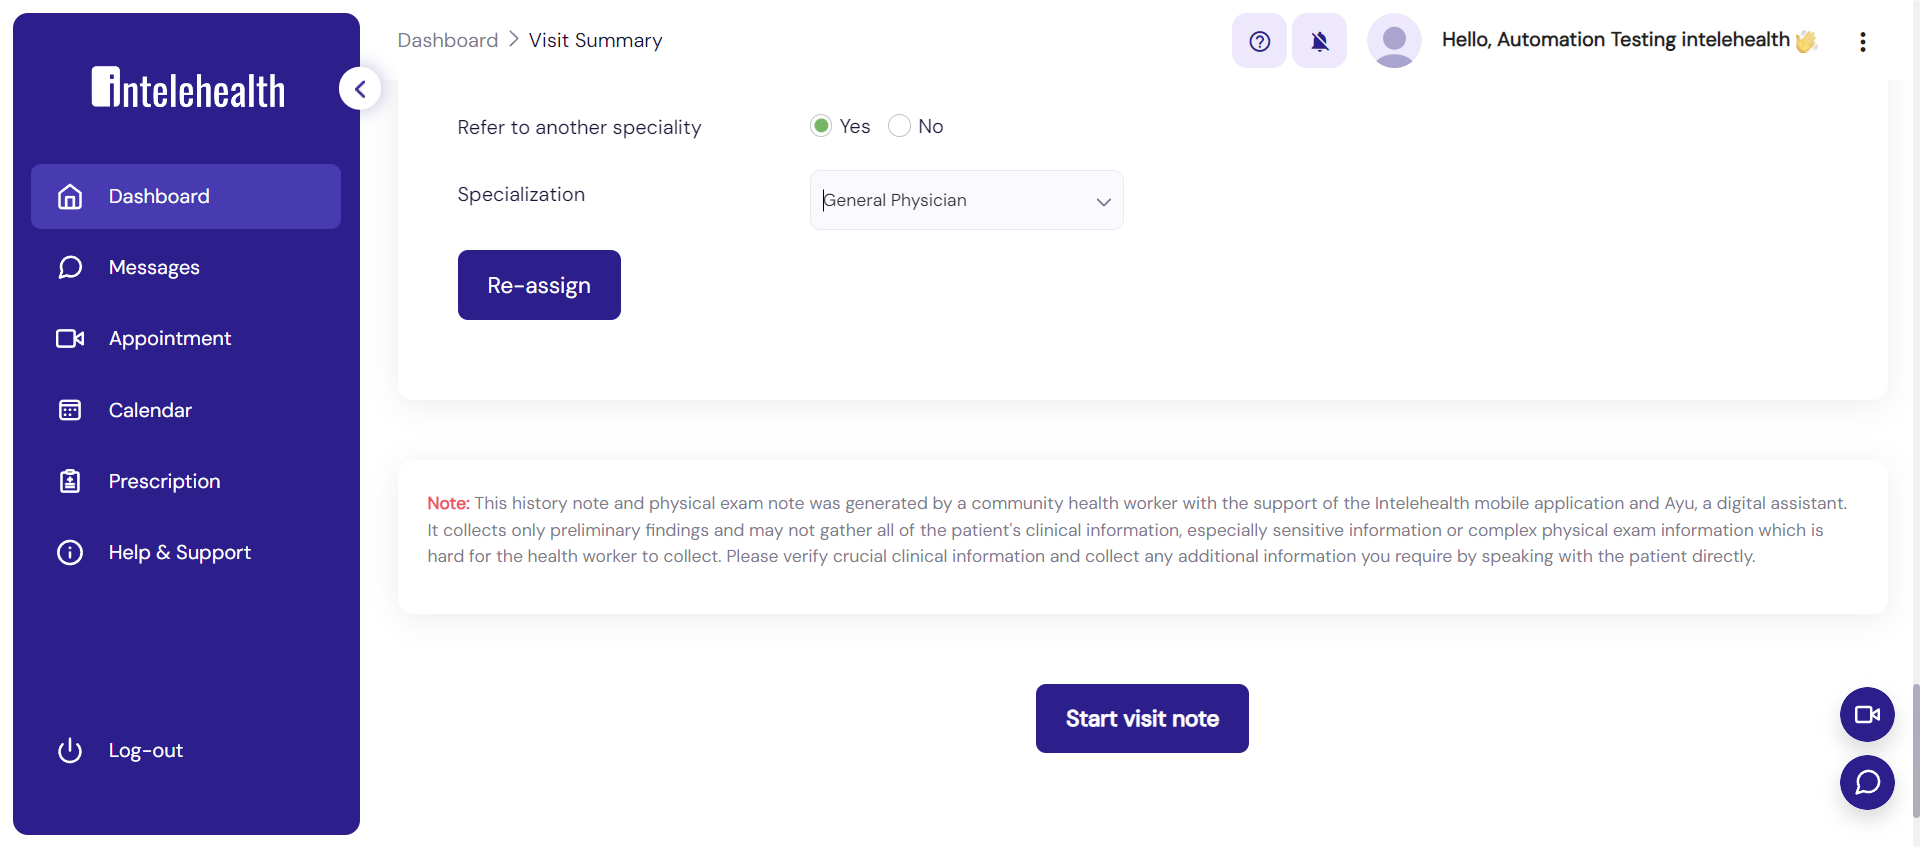 intelehealth
Dashboard
Messages
Appointment
Calendar
Prescription
Help & Support
Log-out
Dashboard > Visit Summary
Hello, Automation Testing intelehealth 👋
Refer to another speciality
Yes No
Specialization
General Physician
Re-assign
Note: This history note and physical exam note was generated by a community health worker with the support of the Intelehealth mobile application and Ayu, a digital assistant.
It collects only preliminary findings and may not gather all of the patient's clinical information, especially sensitive information or complex physical exam information which is
hard for the health worker to collect. Please verify crucial clinical information and collect any additional information you require by speaking with the patient directly.
Start visit note